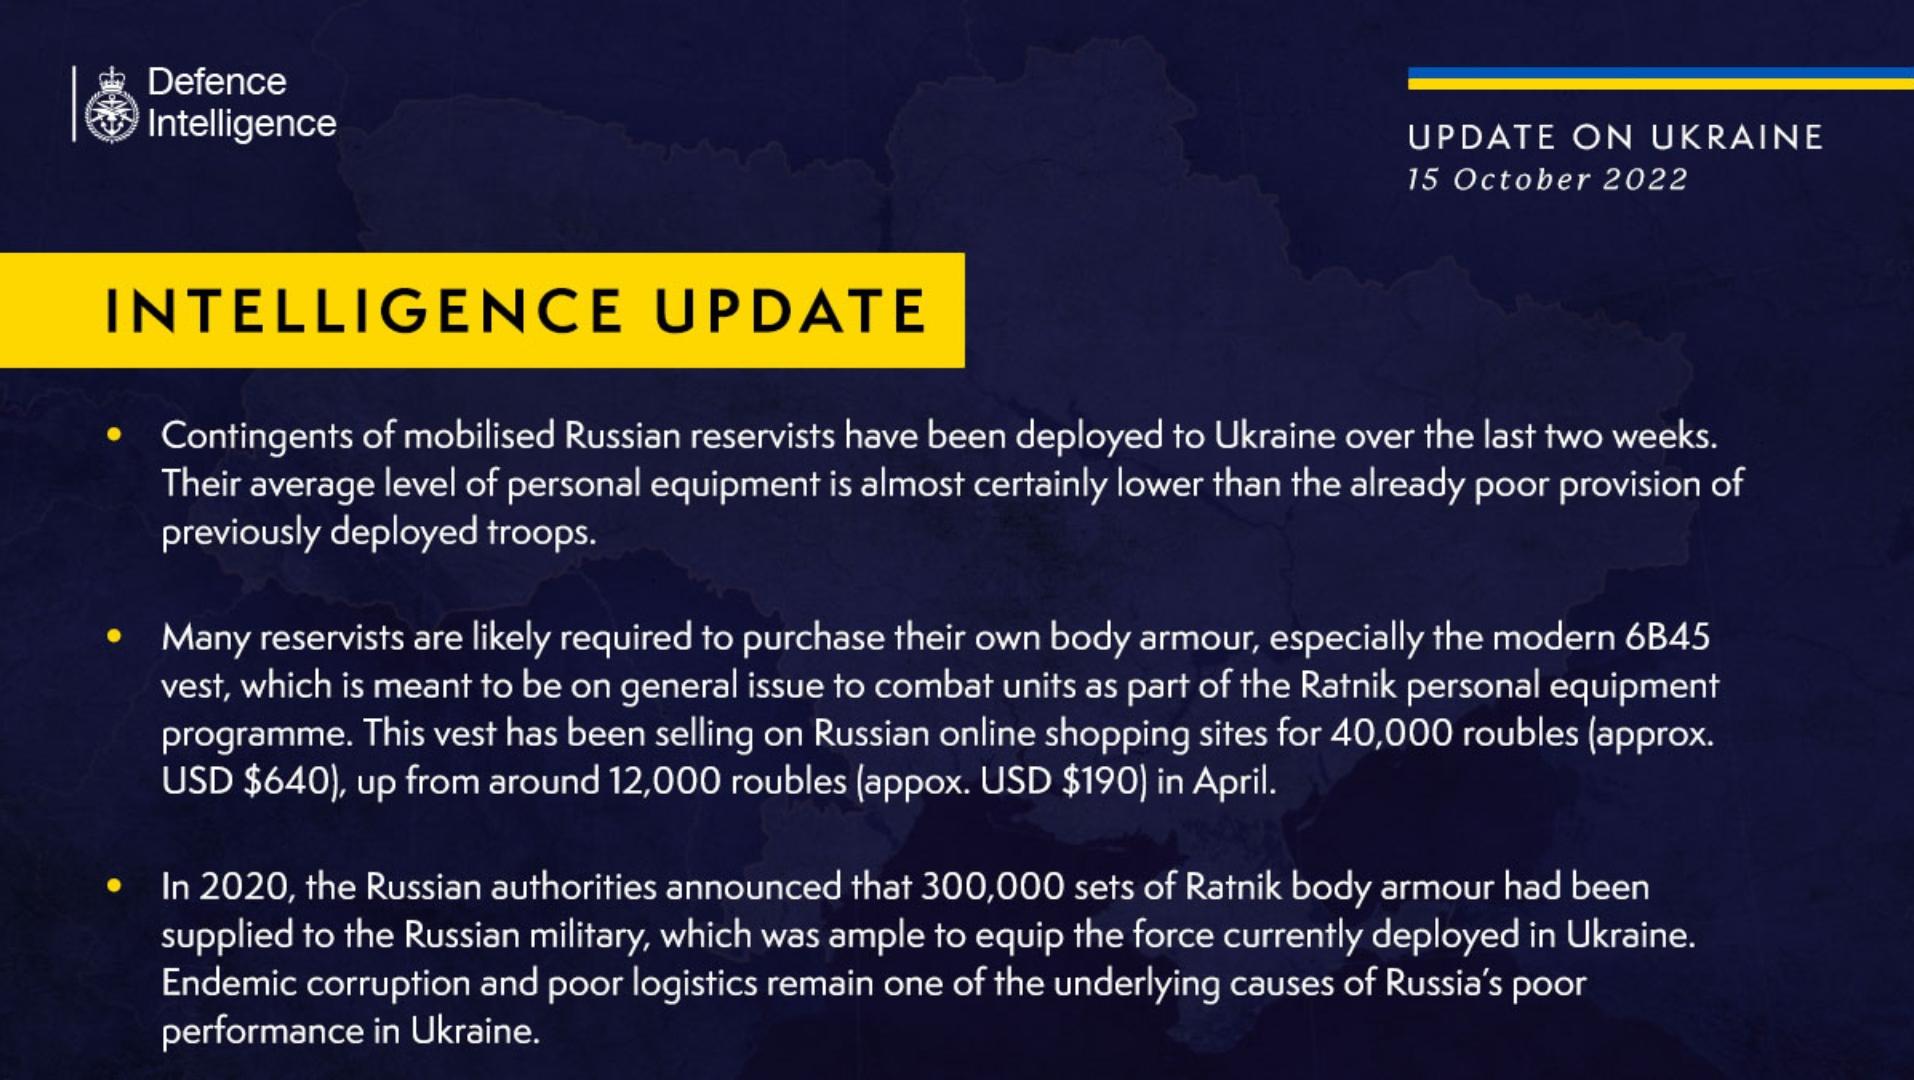 Defence
Intelligence
UPDATE ON UKRAINE
15 October 2022
INTELLIGENCE UPDATE
• Contingents of mobilised Russian reservists have been deployed to Ukraine over the last two weeks.
Their average level of personal equipment is almost certainly lower than the already poor provision of
previously deployed troops.
• Many reservists are likely required to purchase their own body armour, especially the modern 6B45
vest, which is meant to be on general issue to combat units as part of the Ratnik personal equipment
programme. This vest has been selling on Russian online shopping sites for 40,000 roubles (approx.
USD $640), up from around 12,000 roubles (appox. USD $190) in April.
• In 2020, the Russian authorities announced that 300,000 sets of Ratnik body armour had been
supplied to the Russian military, which was ample to equip the force currently deployed in Ukraine.
Endemic corruption and poor logistics remain one of the underlying causes of Russia's poor
performance in Ukraine.